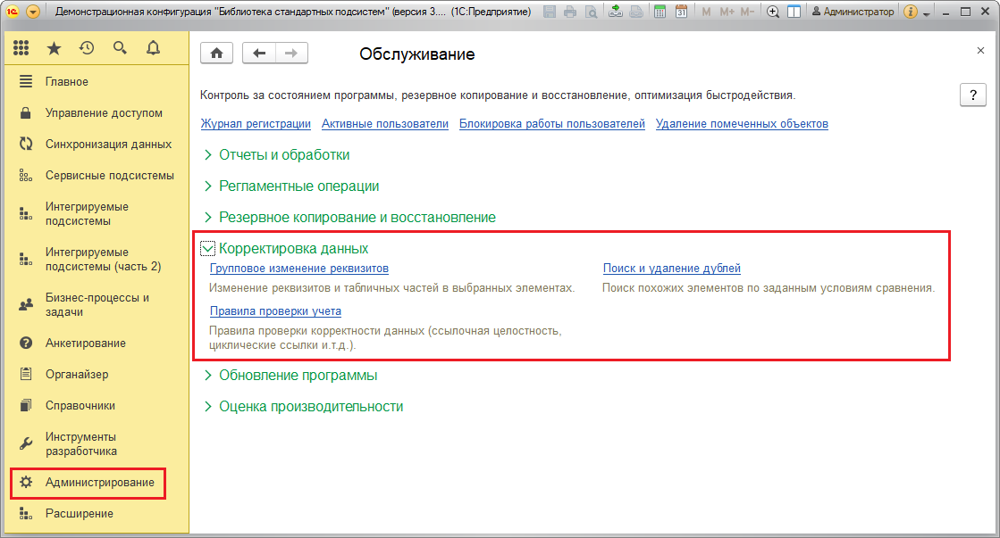 Демонстрационная конфигурация "Библиотека стандартных подсистем" (версия 3.... (1С:Предприятие)
M M+ M-
31
Администратор
i
Главное
Управление доступом
Синхронизация данных
Сервисные подсистемы
Интегрируемые
подсистемы
Интегрируемые
подсистемы (часть 2)
Бизнес-процессы и
задачи
Анкетирование
Органайзер
Справочники
Инструменты
разработчика
Администрирование
Расширение
Обслуживание
Контроль за состоянием программы, резервное копирование и восстановление, оптимизация быстродействия.
?
Журнал регистрации Активные пользователи Блокировка работы пользователей Удаление помеченных объектов
Отчеты и обработки
Регламентные операции
Резервное копирование и восстановление
Корректировка данных
Групповое изменение реквизитов
Изменение реквизитов и табличных частей в выбранных элементах.
Поиск и удаление дублей
Поиск похожих элементов по заданным условиям сравнения.
Правила проверки учета
Правила проверки корректности данных (ссылочная целостность,
циклические ссылки и.т.д.).
Обновление программы
Оценка производительности